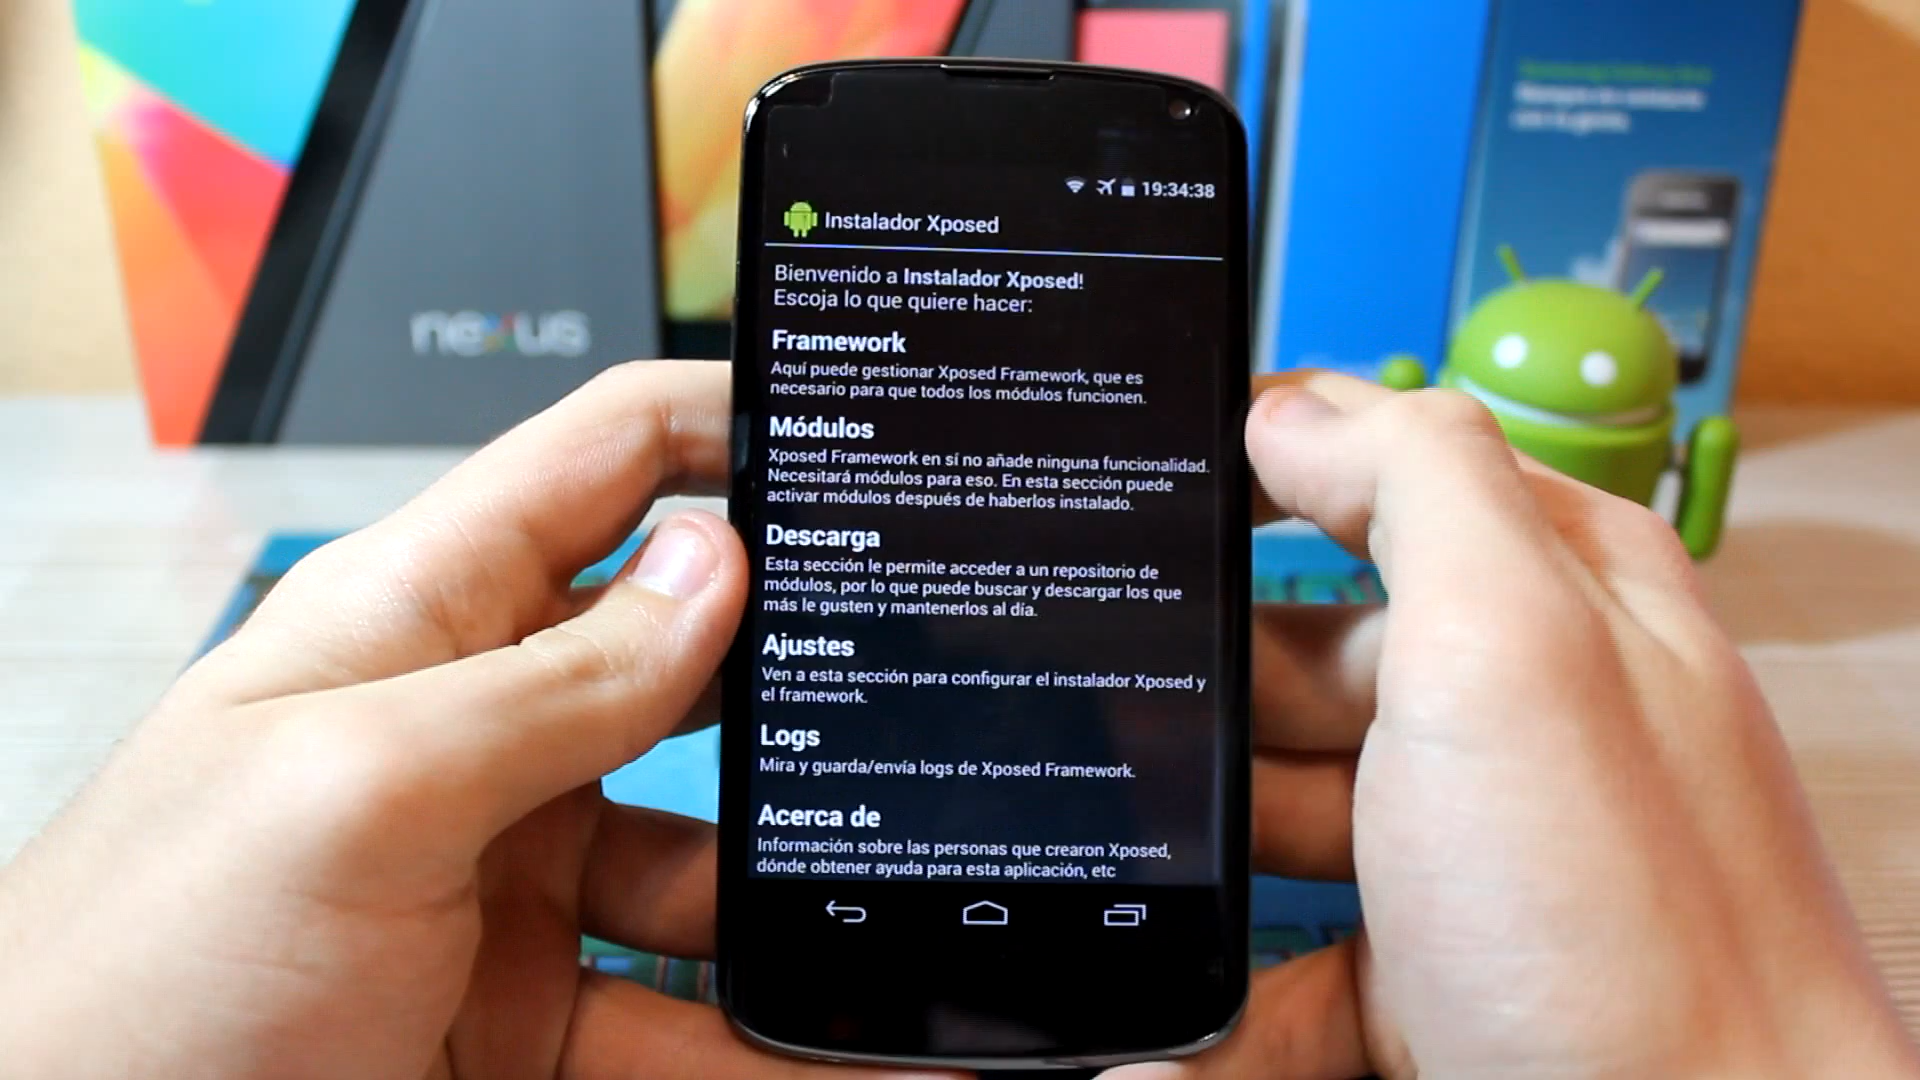 nexus
19:34:38
Instalador Xposed
Bienvenido a Instalador Xposed!
Escoja lo que quiere hacer:
Framework
Aquí puede gestionar Xposed Framework, que es
necesario para que todos los módulos funcionen.
Módulos
Xposed Framework en sí no añade ninguna funcionalidad.
Necesitará módulos para eso. En esta sección puede
activar módulos después de haberlos instalado.
Descarga
Esta sección le permite acceder a un repositorio de
módulos, por lo que puede buscar y descargar los que
más le gusten y mantenerlos al día.
Ajustes
Ven a esta sección para configurar el instalador Xposed y
el framework.
Logs
Mira y guarda/envía logs de Xposed Framework.
Acerca de
Información sobre las personas que crearon Xposed,
dónde obtener ayuda para esta aplicación, etc